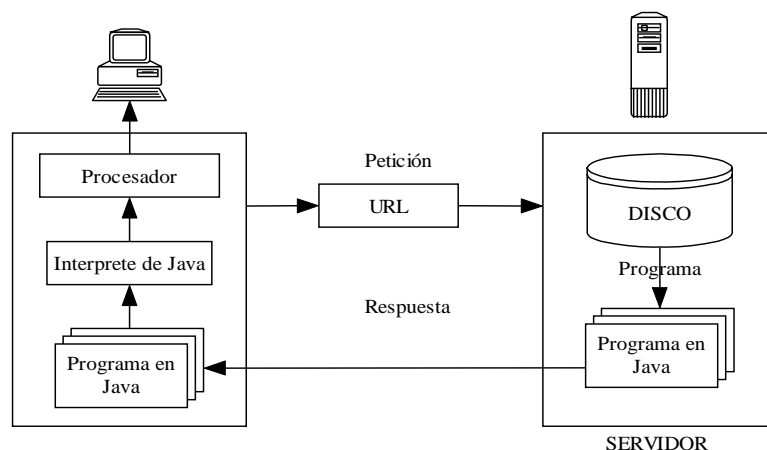 Procesador
Interprete de Java
Programa en
Java
Petición
URL
Respuesta
DISCO
Programa
Programa en
Java
SERVIDOR